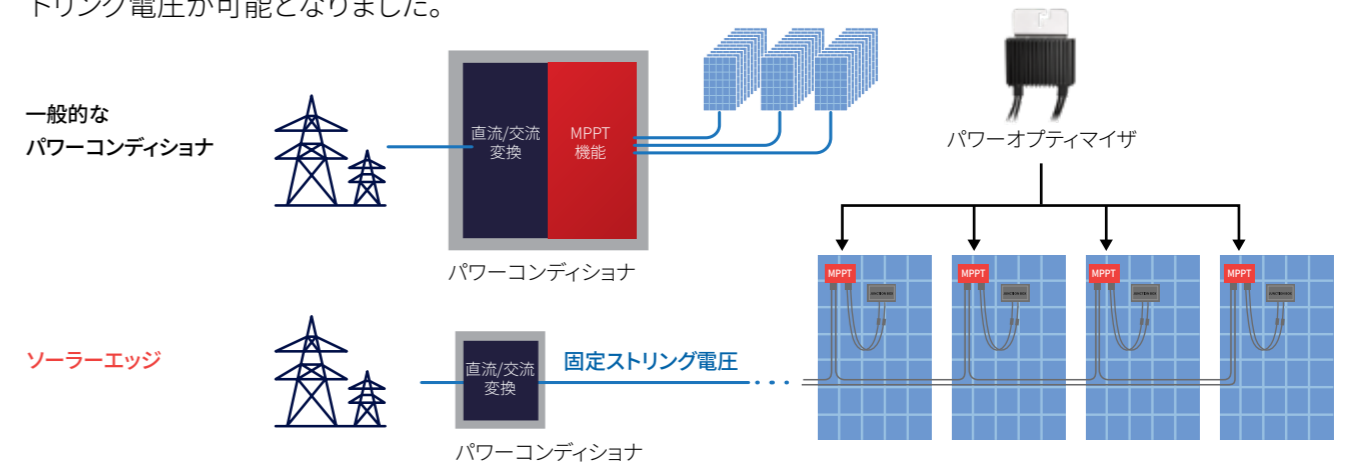 トリング電圧が可能となりました。
一般的な
パワーコンディショナ
直流/交流
変換
MPPT
機能
パワーコンディショナ
パワーオプティマイザ
MPPT
MPPT
MPPT
MPPT
ソーラーエッジ
直流/交流
変換
固定ストリング電圧
パワーコンディショナ